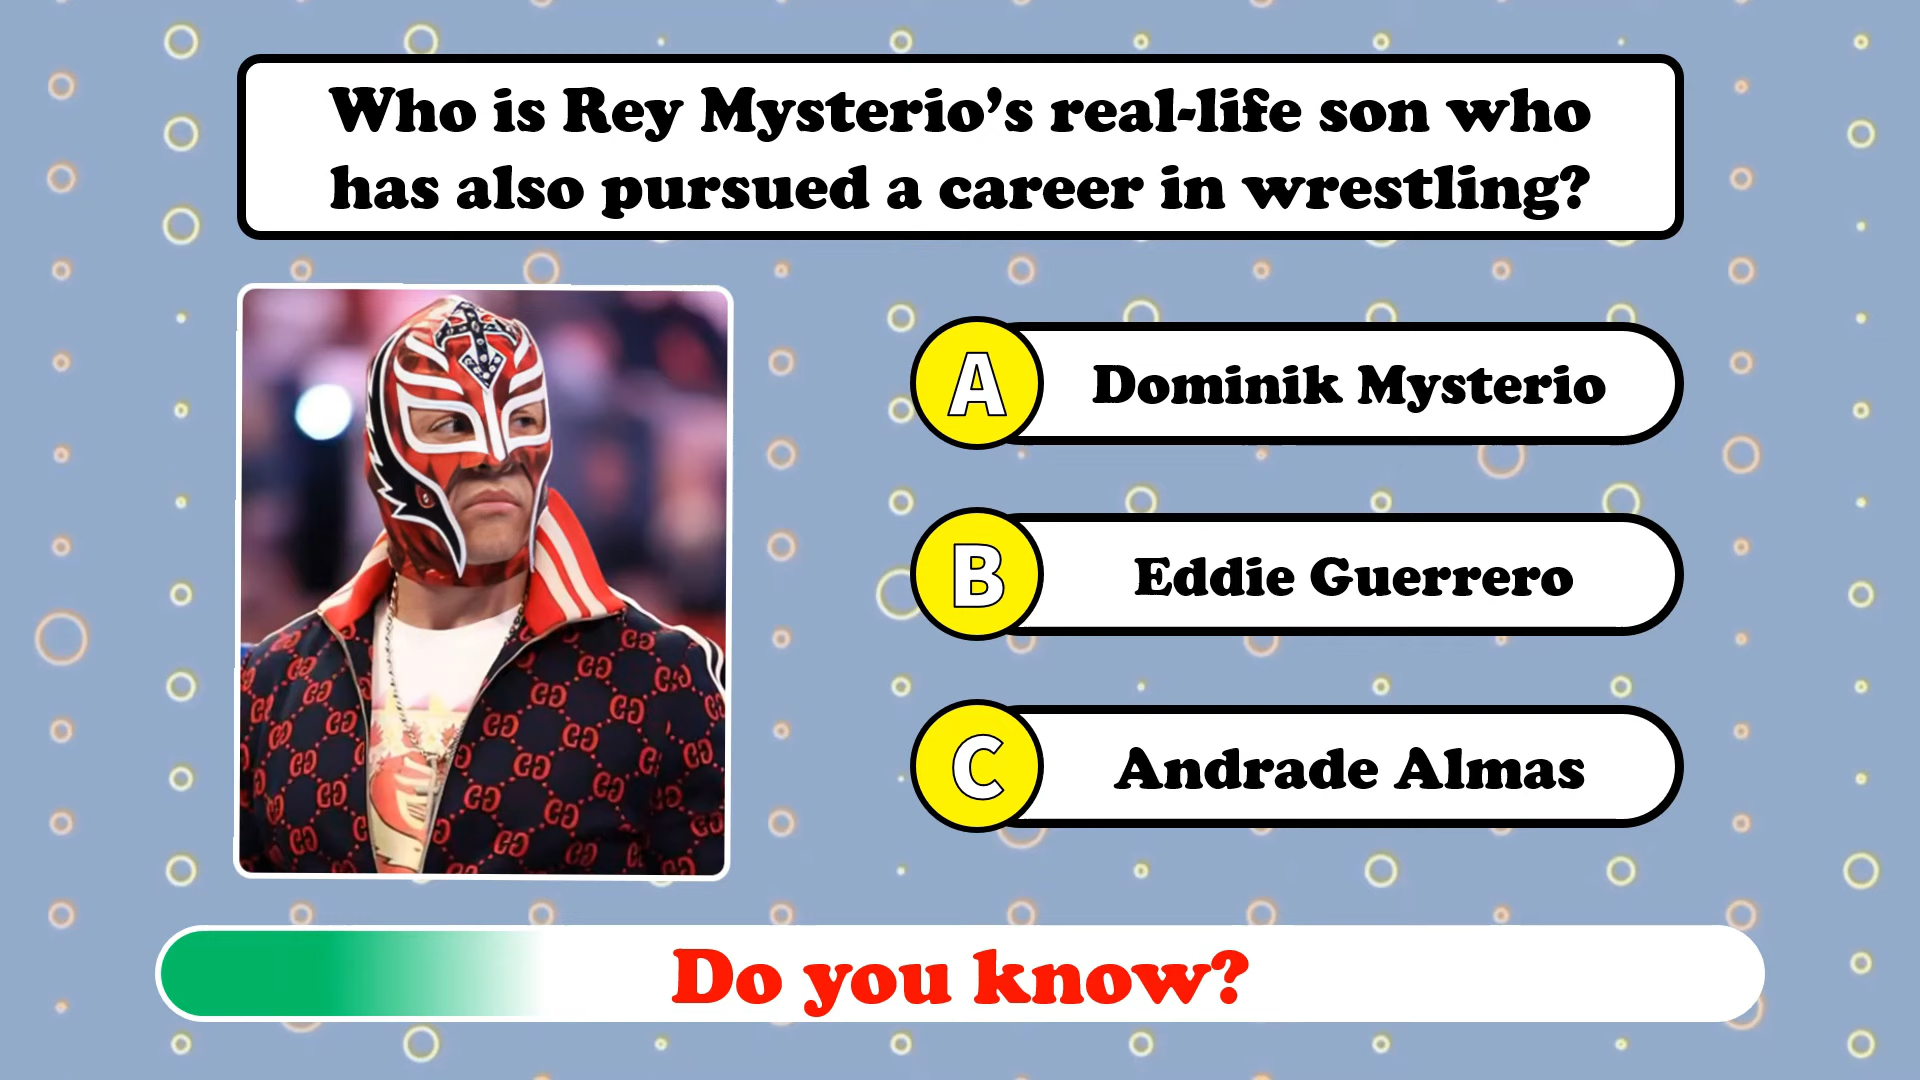 Who is Rey Mysterio’s real-life son who
has also pursued a career in wrestling?
A Dominik Mysterio
B Eddie Guerrero
C Andrade Almas
Do you know?